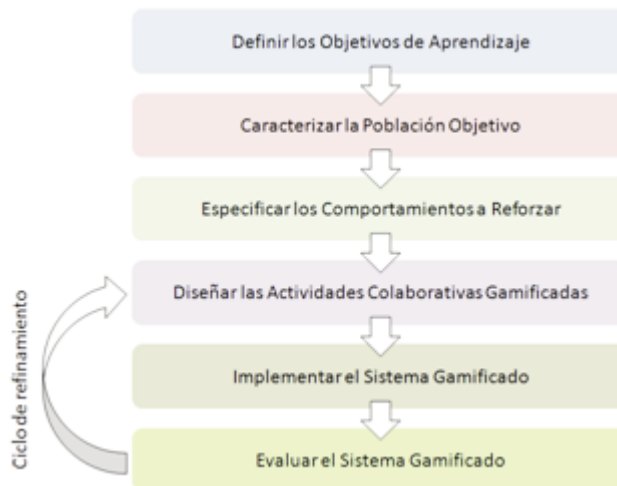 Definir los Objetivos de Aprendizaje
Caracterizar la Población Objetivo
Especificar los Comportamientos a Reforzar
Diseñar las Actividades Colaborativas Gamificadas
Implementar el Sistema Gamificado
Evaluar el Sistema Gamificado
Ciclo de refinamiento